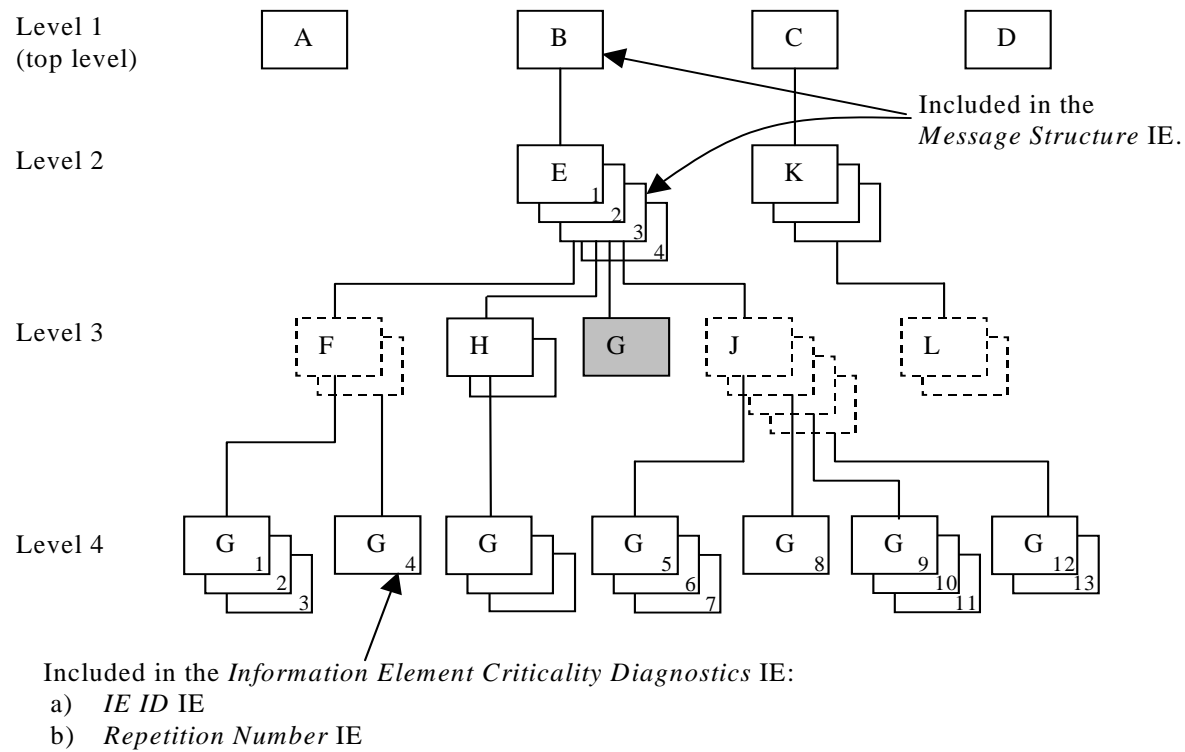 Level 1
(top level)
A
B
C
D
Included in the
Message Structure IE.
Level 2
E
1
2
3
4
K
Level 3
F
H
G
J
L
Level 4
G
1
2
3
G
4
G
G
5
6
7
G
8
G
9
10
11
G
12
13
Included in the Information Element Criticality Diagnostics IE:
a) IE ID IE
b) Repetition Number IE